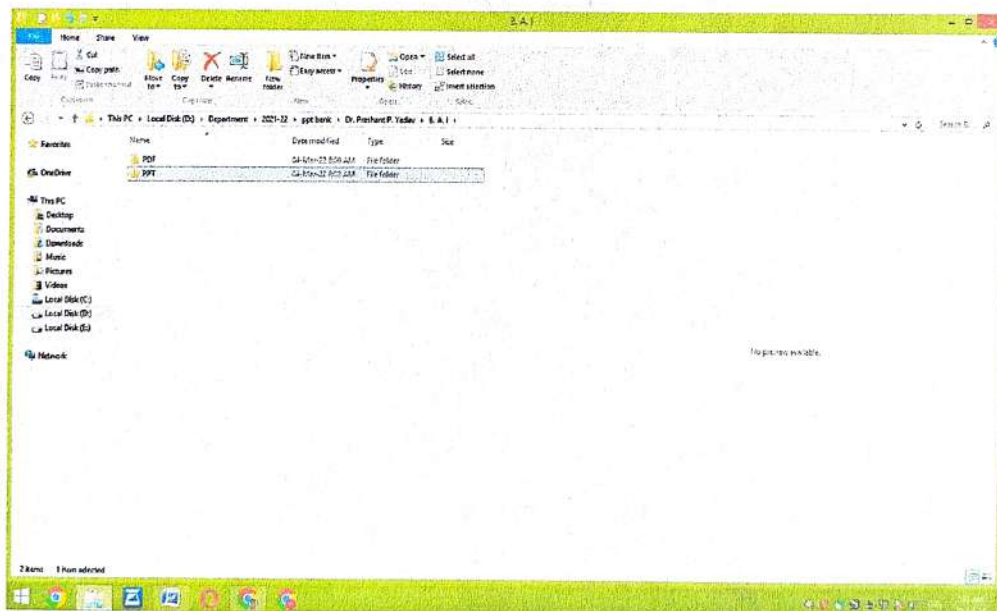 B. A. I
File Home Share View
Cut
Copy path
Copy
Move to
Copy to
Delete Rename
New folder
New item
Easy access
Properties
Open
History
Select all
Select none
Invert selection
This PC Local Disk (D:) Department 2021-22 ppt bank Dr. Prashant P. Yadav B. A. I
Name Date modified Type Size
Favorites
PDF File folder
PPT File folder
OneDrive
This PC
Desktop
Documents
Downloads
Music
Pictures
Videos
Local Disk (C:)
Local Disk (D:)
Local Disk (E:)
Network
No preview available.
2 items 1 item selected